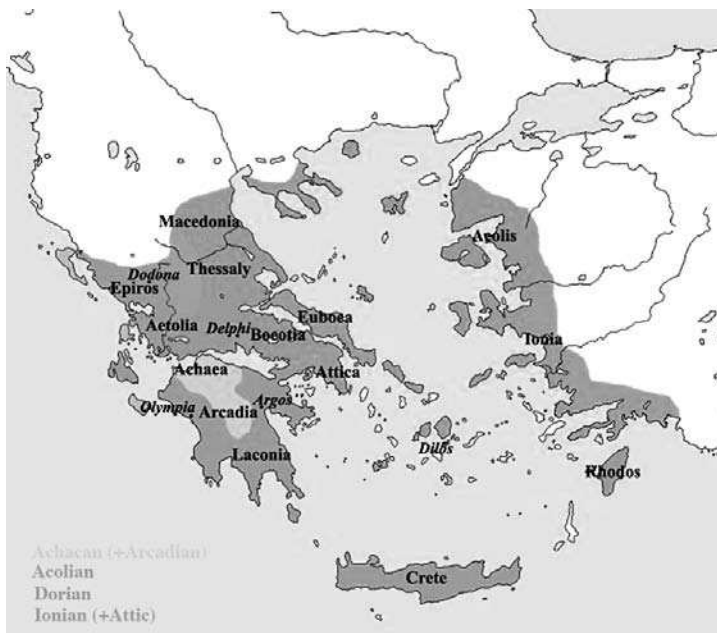 Macedonia
Aeolis
Dodona
Thessaly
Epiros
Euboea
Aetolia
Delphi
Boeotia
Ionia
Achaea
Attica
Olympia
Arcadia
Argos
Dilos
Laconia
Rhodos
Crete
Achaean (+Arcadian)
Aeolian
Dorian
Ionian (+Attic)